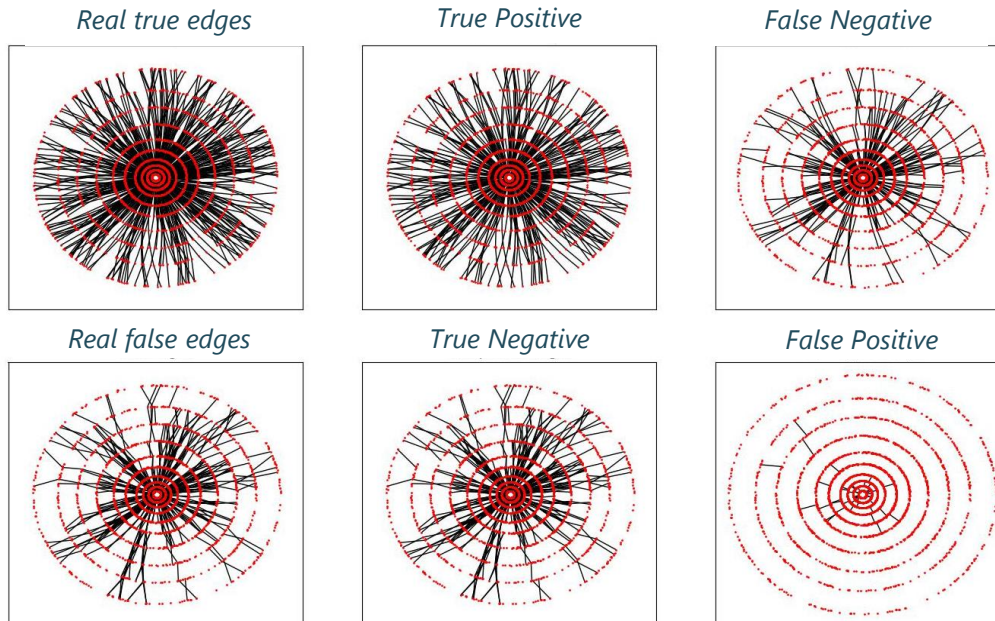 Real true edges
True Positive
False Negative
Real false edges
True Negative
False Positive